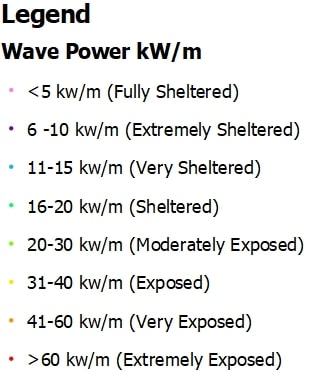 Legend
Wave Power kW/m
<5 kw/m (Fully Sheltered)
6 -10 kw/m (Extremely Sheltered)
11-15 kw/m (Very Sheltered)
16-20 kw/m (Sheltered)
20-30 kw/m (Moderately Exposed)
31-40 kw/m (Exposed)
41-60 kw/m (Very Exposed)
>60 kw/m (Extremely Exposed)